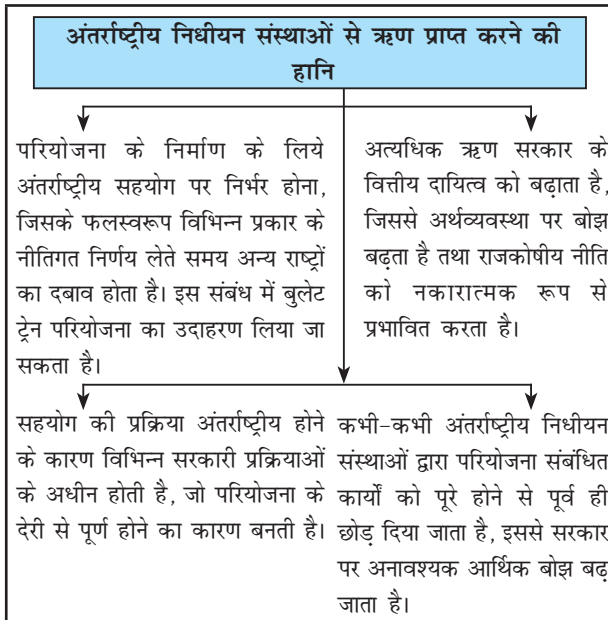 अंतर्राष्ट्रीय निधीयन संस्थाओं से ऋण प्राप्त करने की
हानि
परियोजना के निर्माण के लिये
अंतर्राष्ट्रीय सहयोग पर निर्भर होना,
जिसके फलस्वरूप विभिन्न प्रकार के
नीतिगत निर्णय लेते समय अन्य राष्ट्रों
का दबाव होता है। इस संबंध में बुलेट
ट्रेन परियोजना का उदाहरण लिया जा
सकता है।
अत्यधिक ऋण सरकार के
वित्तीय दायित्व को बढ़ाता है,
जिससे अर्थव्यवस्था पर बोझ
बढ़ता है तथा राजकोषीय नीति
को नकारात्मक रूप से
प्रभावित करता है।
सहयोग की प्रक्रिया अंतर्राष्ट्रीय होने
के कारण विभिन्न सरकारी प्रक्रियाओं
के अधीन होती है, जो परियोजना के
देरी से पूर्ण होने का कारण बनती है।
कभी-कभी अंतर्राष्ट्रीय निधीयन
संस्थाओं द्वारा परियोजना संबंधित
कार्यों को पूरे होने से पूर्व ही
छोड़ दिया जाता है, इससे सरकार
पर अनावश्यक आर्थिक बोझ बढ़
जाता है।